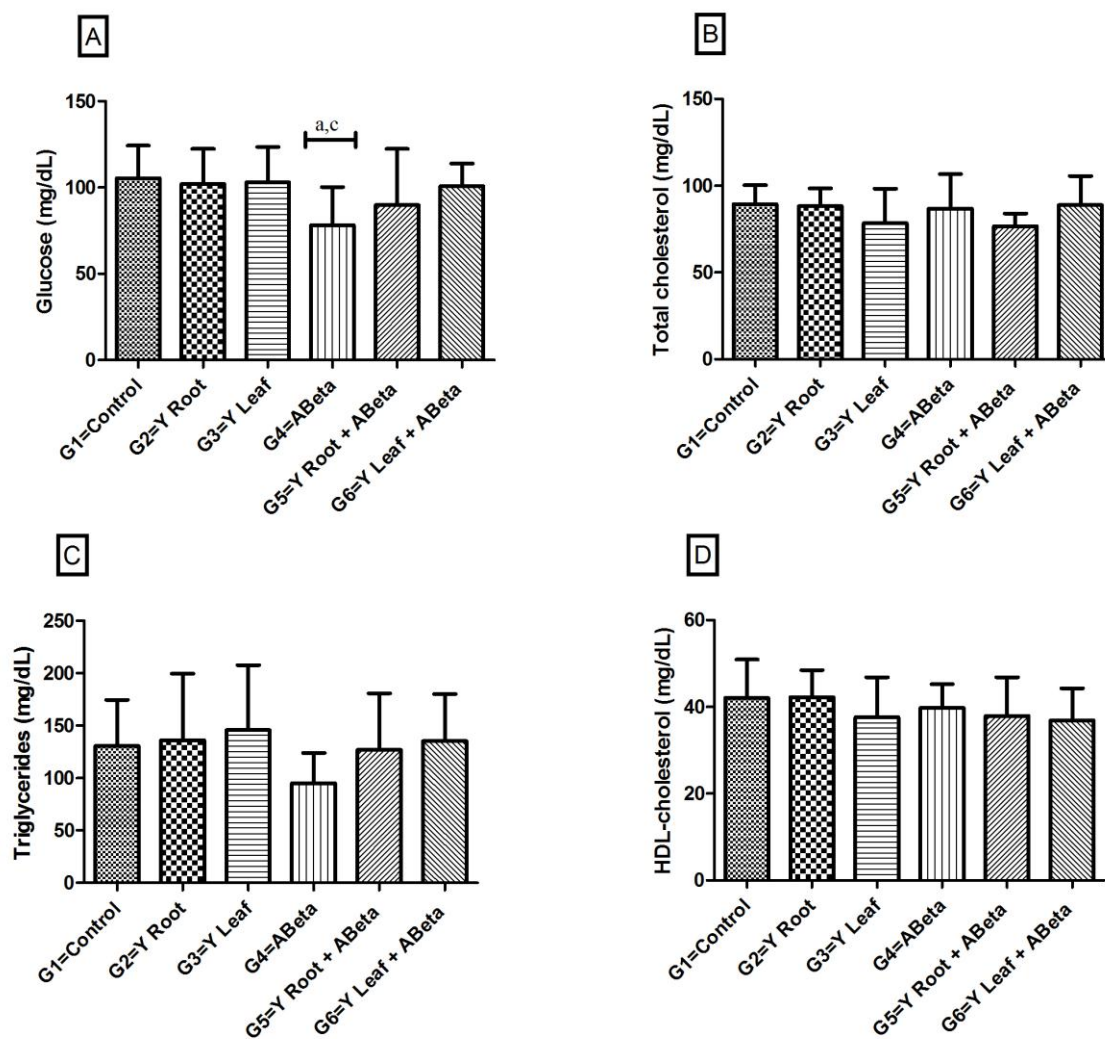 A
Glucose (mg/dL)
150
100
50
0
a,c
G1=Control
G2=Y Root
G3=Y Leaf
G4=ABeta
G5=Y Root + ABeta
G6=Y Leaf + ABeta
B
Total cholesterol (mg/dL)
150
100
50
0
G1=Control
G2=Y Root
G3=Y Leaf
G4=ABeta
G5=Y Root + ABeta
G6=Y Leaf + ABeta
C
Triglycerides (mg/dL)
250
200
150
100
50
0
G1=Control
G2=Y Root
G3=Y Leaf
G4=ABeta
G5=Y Root + ABeta
G6=Y Leaf + ABeta
D
HDL-cholesterol (mg/dL)
60
40
20
0
G1=Control
G2=Y Root
G3=Y Leaf
G4=ABeta
G5=Y Root + ABeta
G6=Y Leaf + ABeta